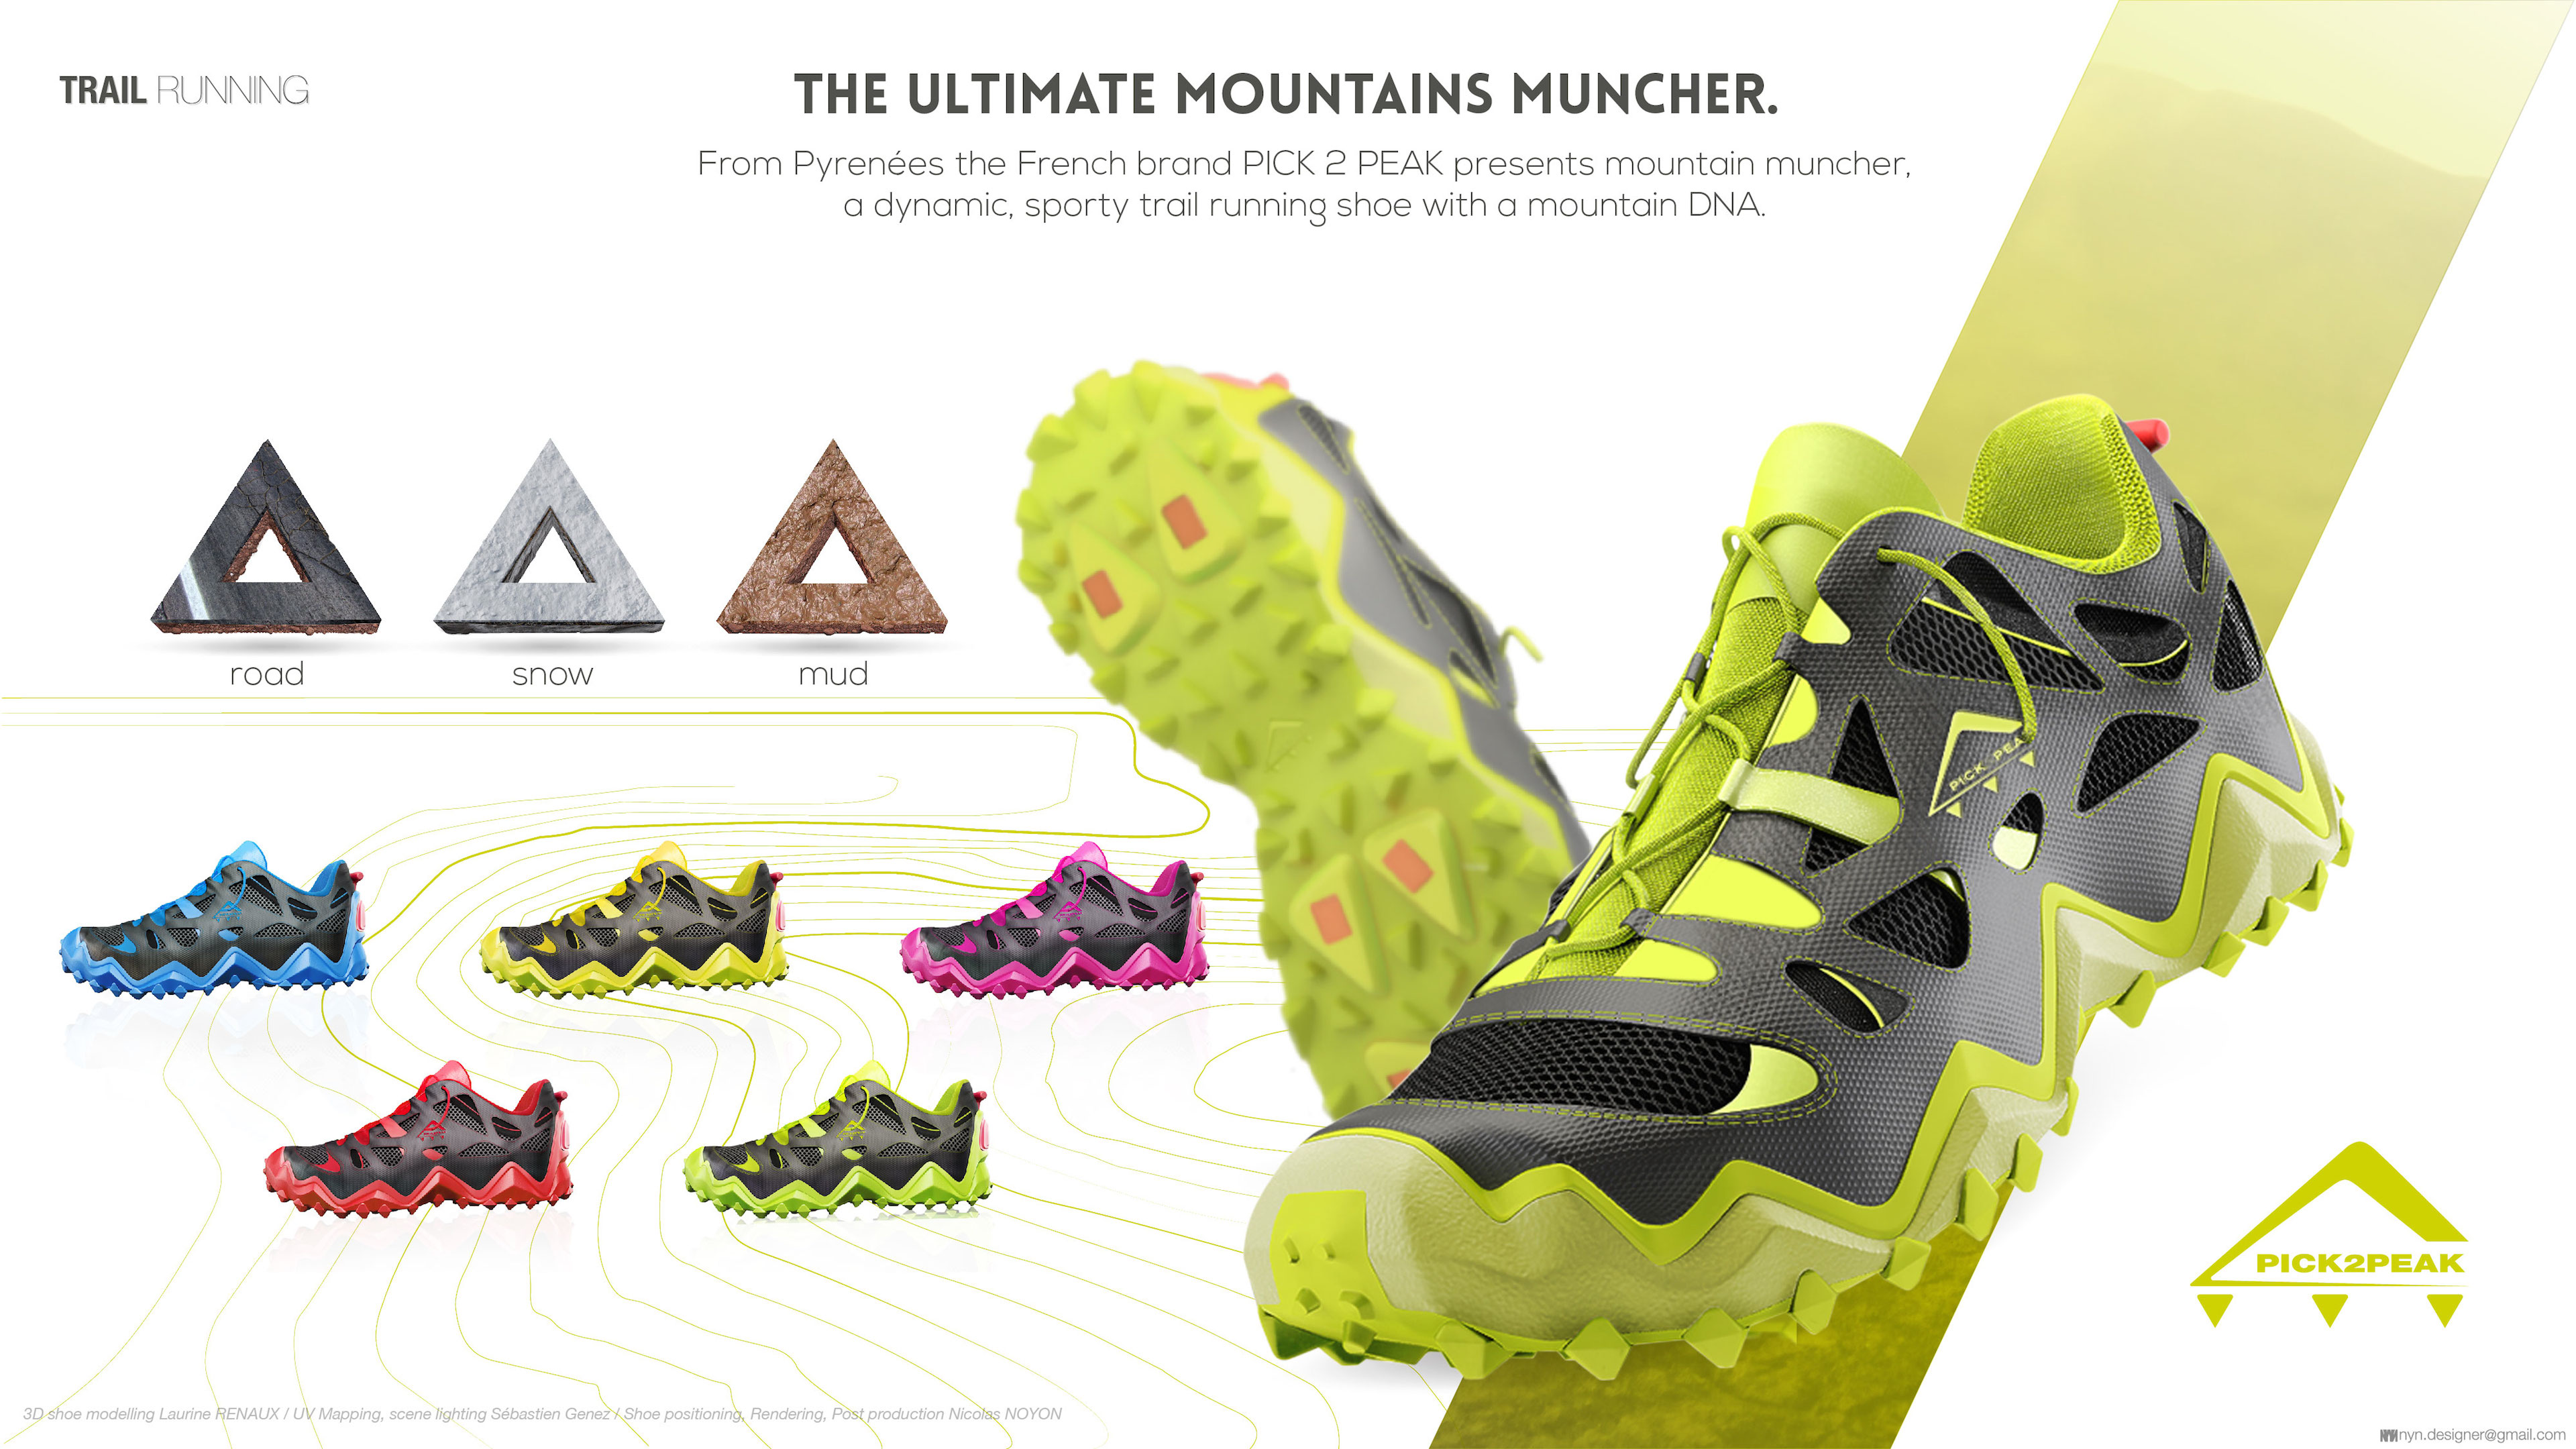 TRAIL RUNNING
THE ULTIMATE MOUNTAINS MUNCHER.
From Pyrenées the French brand PICK 2 PEAK presents mountain muncher,
a dynamic, sporty trail running shoe with a mountain DNA.
road
snow
mud
PICK PEA
PICK2PEAK
3D shoe modelling Laurine RENAUX / UV Mapping, scene lighting Sébastien Genez / Shoe positioning, Rendering, Post production Nicolas NOYON
nyn.designer@gmail.com